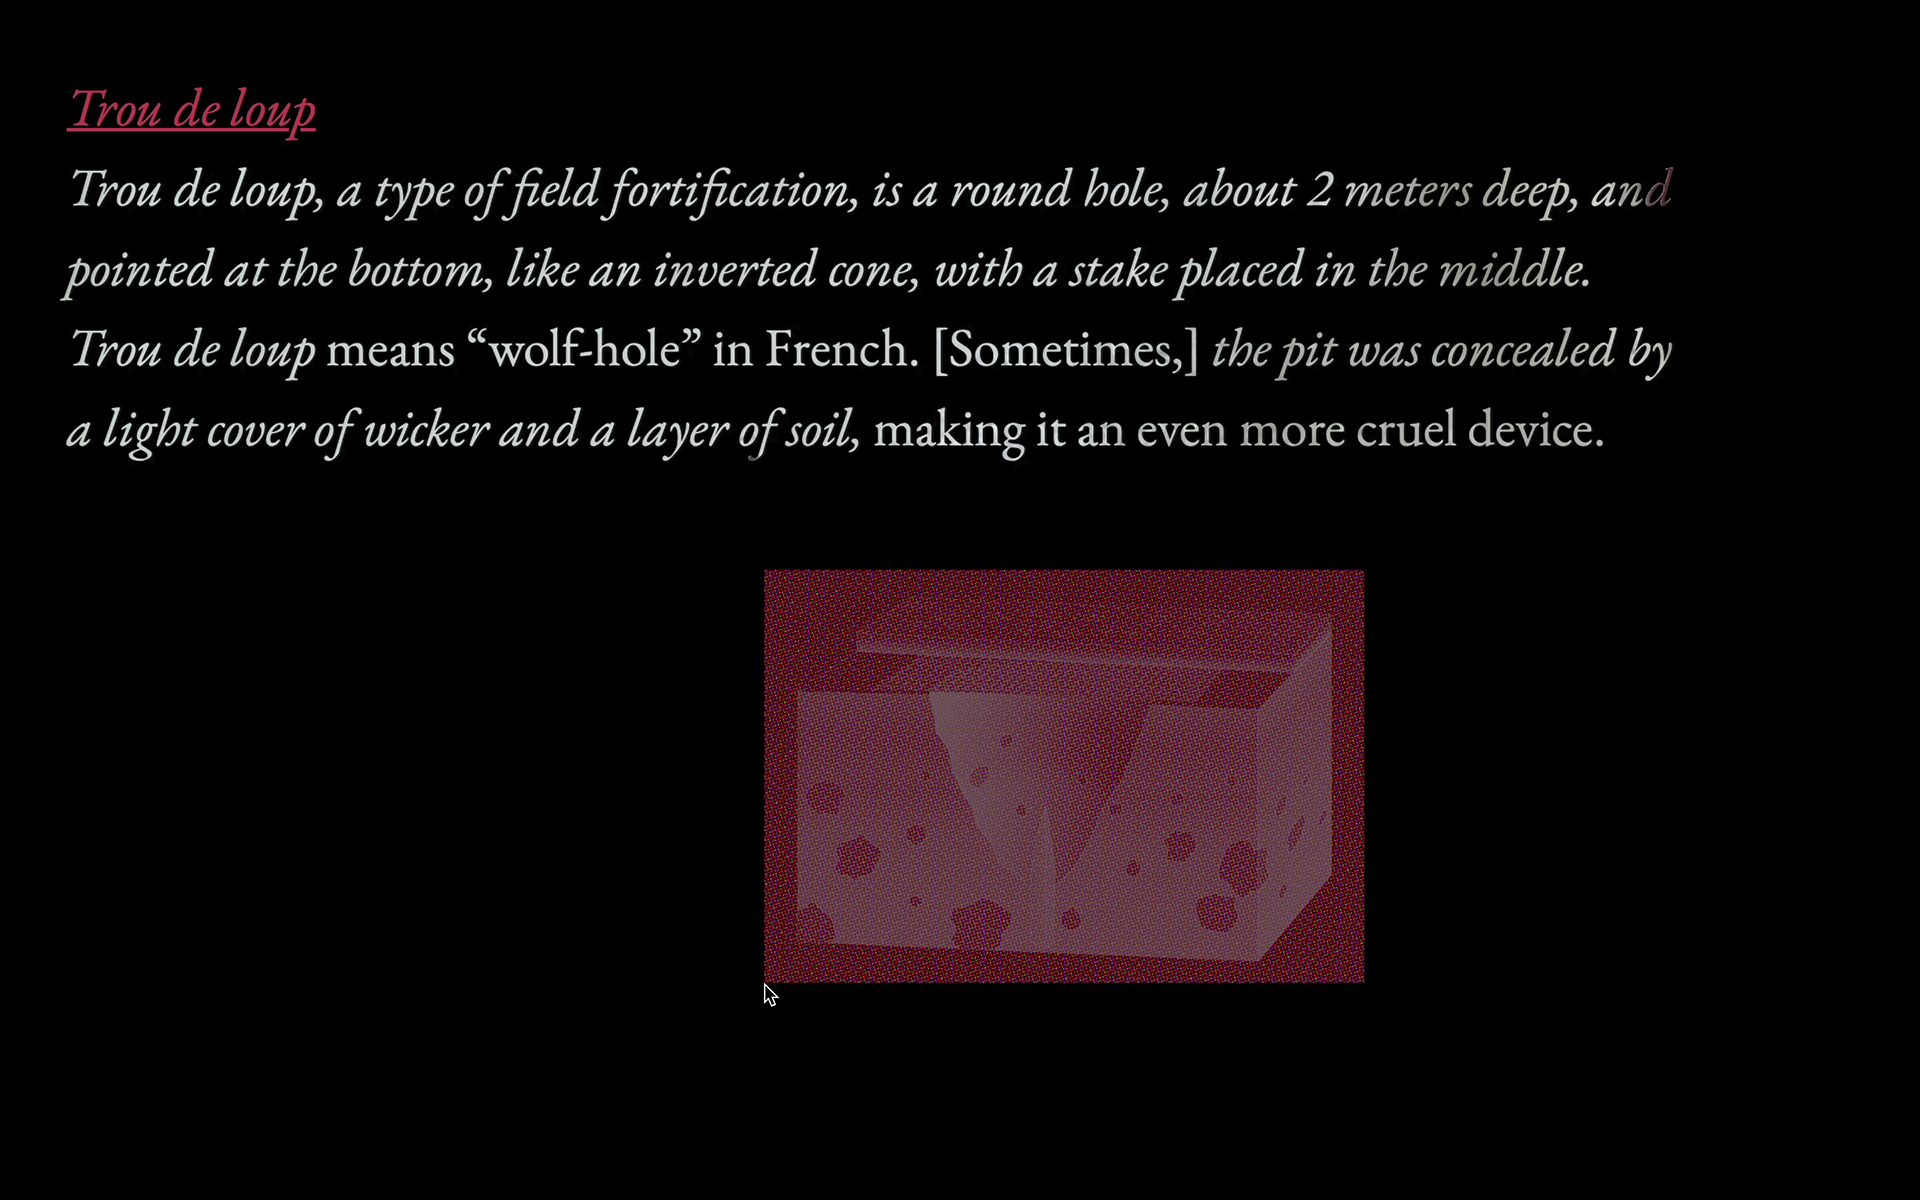 Trou de loup
Trou de loup, a type of field fortification, is a round hole, about 2 meters deep, and
pointed at the bottom, like an inverted cone, with a stake placed in the middle.
Trou de loup means “wolf-hole” in French. [Sometimes,] the pit was concealed by
a light cover of wicker and a layer of soil, making it an even more cruel device.